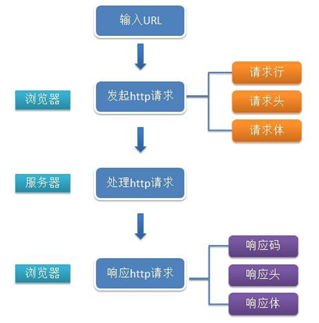 输入URL
浏览器
发起http请求
请求行
请求头
请求体
服务器
处理http请求
浏览器
响应http请求
响应码
响应头
响应体